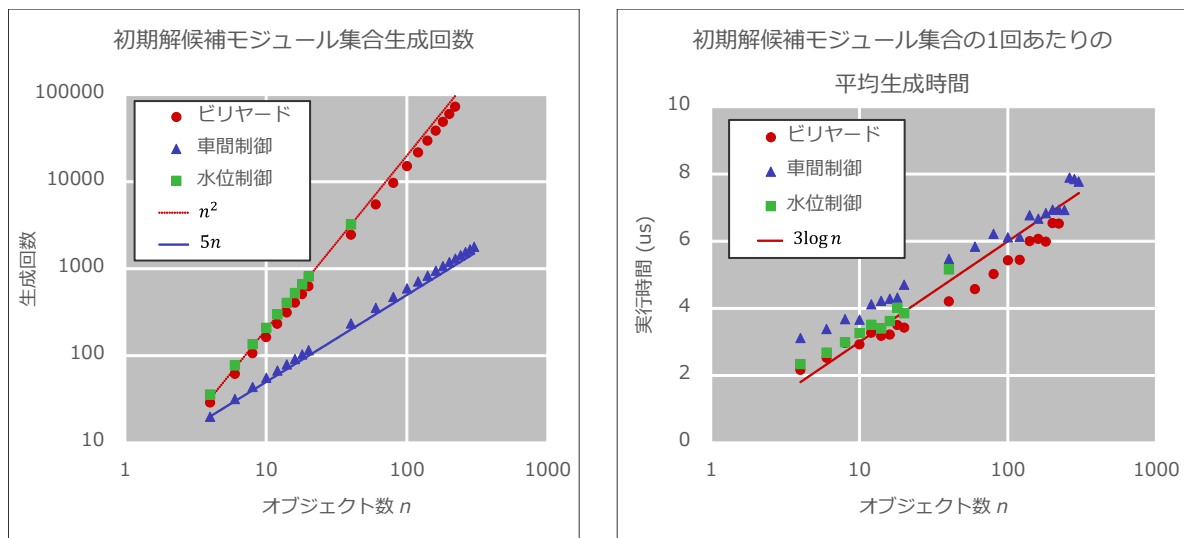 初期解候補モジュール集合生成回数
100000
10000
1000
100
10
1
10
100
1000
生成回数
オブジェクト数 n
ビリヤード
車間制御
水位制御
n²
5n
初期解候補モジュール集合の1回あたりの
平均生成時間
10
8
6
4
2
0
1
10
100
1000
実行時間 (us)
オブジェクト数 n
ビリヤード
車間制御
水位制御
3log n